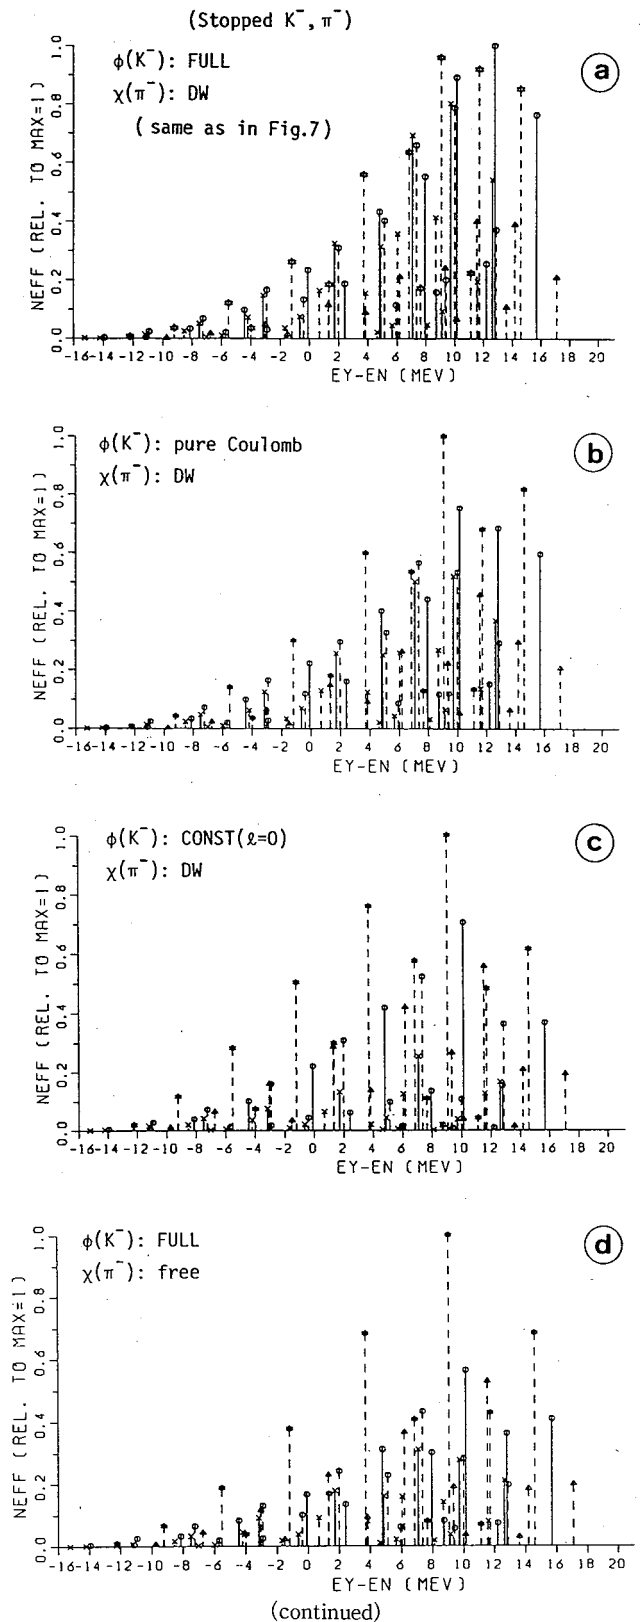 (Stopped K⁻, π⁻)
φ(K⁻): FULL
χ(π⁻): DW
(same as in Fig.7)
a
NEFF (REL. TO MAX=1)
0.0 0.2 0.4 0.6 0.8 1.0
-16 -14 -12 -10 -8 -6 -4 -2 0 2 4 6 8 10 12 14 16 18 20
EY-EN (MEV)
φ(K⁻): pure Coulomb
χ(π⁻): DW
b
NEFF (REL. TO MAX=1)
0.0 0.2 0.4 0.6 0.8 1.0
-16 -14 -12 -10 -8 -6 -4 -2 0 2 4 6 8 10 12 14 16 18 20
EY-EN (MEV)
φ(K⁻): CONST(ℓ=0)
χ(π⁻): DW
c
NEFF (REL. TO MAX=1)
0.0 0.2 0.4 0.6 0.8 1.0
-16 -14 -12 -10 -8 -6 -4 -2 0 2 4 6 8 10 12 14 16 18 20
EY-EN (MEV)
φ(K⁻): FULL
χ(π⁻): free
d
NEFF (REL. TO MAX=1)
0.0 0.2 0.4 0.6 0.8 1.0
-16 -14 -12 -10 -8 -6 -4 -2 0 2 4 6 8 10 12 14 16 18 20
EY-EN (MEV)
(continued)